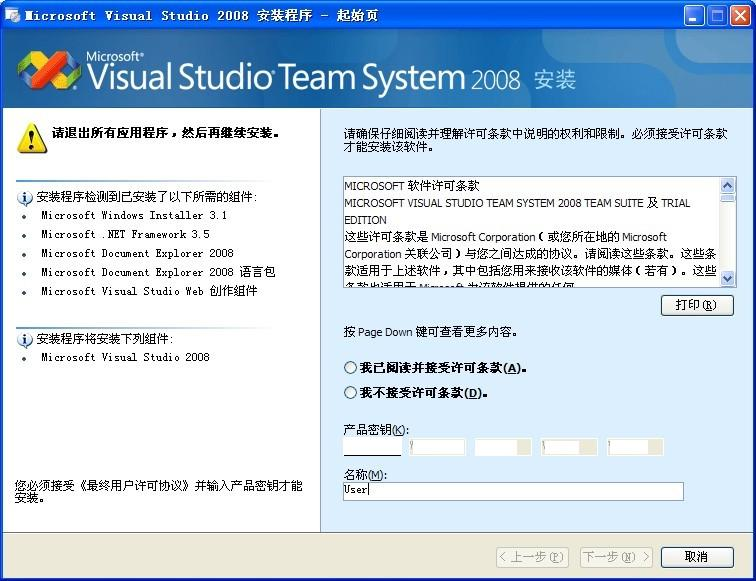 Microsoft Visual Studio 2008 安装程序 - 起始页
Microsoft®
Visual Studio Team System 2008 安装
请退出所有应用程序，然后再继续安装。
安装程序检测到已安装了以下所需的组件:
Microsoft Windows Installer 3.1
Microsoft .NET Framework 3.5
Microsoft Document Explorer 2008
Microsoft Document Explorer 2008 语言包
Microsoft Visual Studio Web 创作组件
安装程序将安装下列组件:
Microsoft Visual Studio 2008
您必须接受《最终用户许可协议》并输入产品密钥才能
安装。
请确保仔细阅读并理解许可条款中说明的权利和限制。必须接受许可条款
才能安装该软件。
MICROSOFT 软件许可条款
MICROSOFT VISUAL STUDIO TEAM SYSTEM 2008 TEAM SUITE 及 TRIAL
EDITION
这些许可条款是 Microsoft Corporation（或您所在地的 Microsoft
Corporation 关联公司）与您之间达成的协议。请阅读这些条款。这些条
款适用于上述软件，其中包括您用来接收该软件的媒体（若有）。这些
条款也适用于 Microsoft 为该软件提供的任何
打印(R)
按 Page Down 键可查看更多内容。
我已阅读并接受许可条款(A)。
我不接受许可条款(D)。
产品密钥(K):
名称(M):
User
< 上一步(P)
下一步(N) >
取消